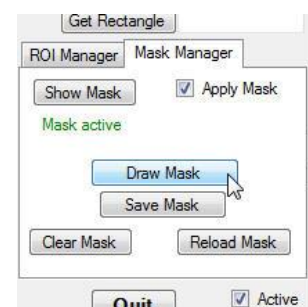 Get Rectangle
ROI Manager Mask Manager
Show Mask Apply Mask
Mask active
Draw Mask
Save Mask
Clear Mask Reload Mask
Quit Active